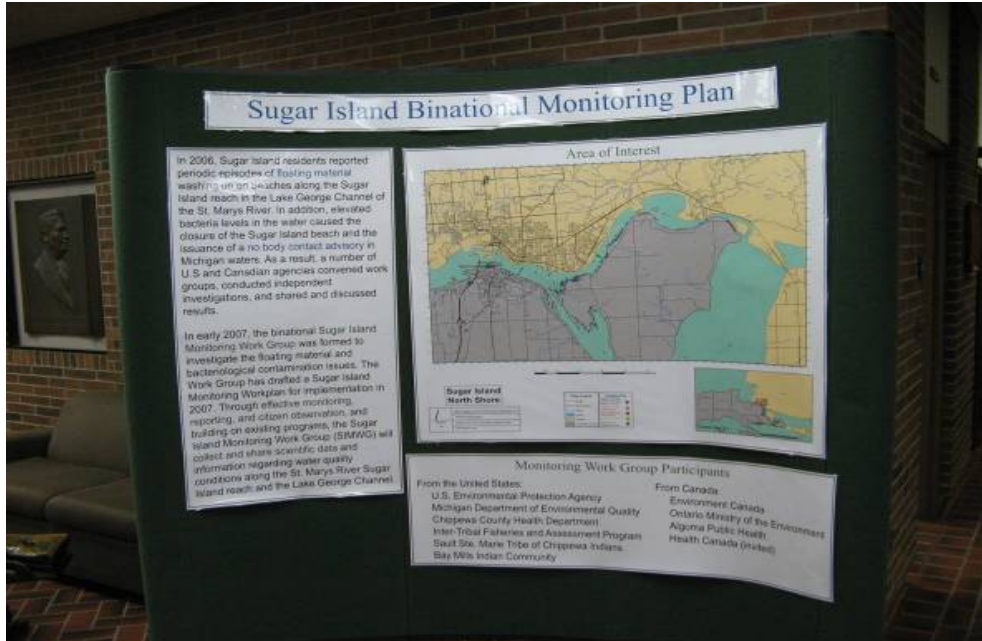 Sugar Island Binational Monitoring Plan
In 2006, Sugar Island residents reported
periodic episodes of floating material
washing up on beaches along the Sugar
Island reach in the Lake George Channel of
the St. Marys River. In addition, elevated
bacteria levels in the water caused the
closure of the Sugar Island beach and the
issuance of a no body contact advisory in
Michigan waters. As a result, a number of
U.S and Canadian agencies convened work
groups, conducted independent
investigations, and shared and discussed
results.
In early 2007, the binational Sugar Island
Monitoring Work Group was formed to
investigate the floating material and
bacteriological contamination issues. The
Work Group has drafted a Sugar Island
Monitoring Workplan for implementation in
2007. Through effective monitoring,
reporting, and citizen observation, and
building on existing programs, the Sugar
Island Monitoring Work Group (SIMWG) will
collect and share scientific data and
information regarding water quality
conditions along the St. Marys River Sugar
Island reach and the Lake George Channel.
Area of Interest
Sugar Island
North Shore:
Monitoring Work Group Participants
From the United States:
U.S. Environmental Protection Agency
Michigan Department of Environmental Quality
Chippewa County Health Department
Inter-Tribal Fisheries and Assessment Program
Sault Ste. Marie Tribe of Chippewa Indians
Bay Mills Indian Community
From Canada:
Environment Canada
Ontario Ministry of the Environment
Algoma Public Health
Health Canada (invited)